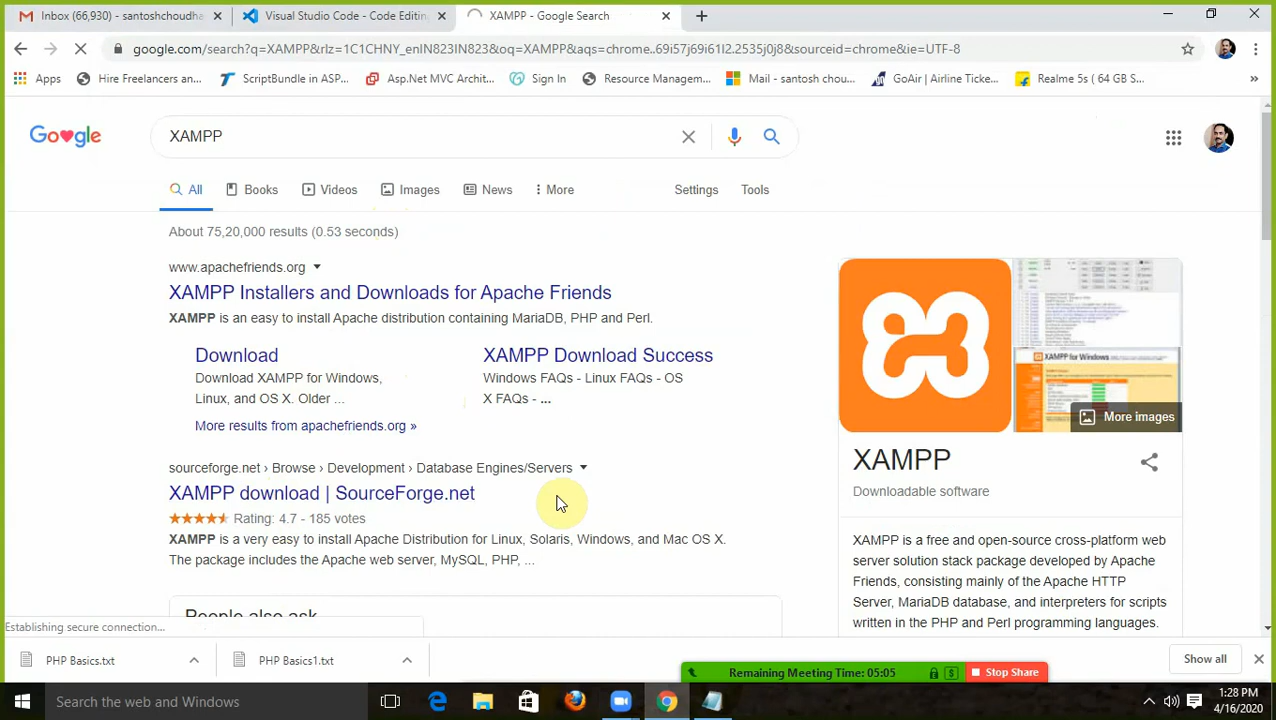 Inbox (66,930) - santoshchoudha
Visual Studio Code - Code Editing
XAMPP - Google Search
google.com/search?q=XAMPP&rlz=1C1CHNY_enIN823IN823&oq=XAMPP&aqs=chrome..69i57j69i61l2.2535j0j8&sourceid=chrome&ie=UTF-8
Apps
Hire Freelancers an...
ScriptBundle in ASP...
Asp.Net MVC Archit...
Sign In
Resource Managem...
Mail - santosh chou...
GoAir | Airline Ticke...
Realme 5s ( 64 GB S...
XAMPP
All
Books
Videos
Images
News
More
Settings
Tools
About 75,20,000 results (0.53 seconds)
www.apachefriends.org
XAMPP Installers and Downloads for Apache Friends
XAMPP is an easy to install Apache distribution containing MariaDB, PHP and Perl.
Download
Download XAMPP for Windows,
Linux, and OS X. Older ...
XAMPP Download Success
Windows FAQs - Linux FAQs - OS
X FAQs - ...
More results from apachefriends.org »
sourceforge.net › Browse › Development › Database Engines/Servers
XAMPP download | SourceForge.net
Rating: 4.7 - 185 votes
XAMPP is a very easy to install Apache Distribution for Linux, Solaris, Windows, and Mac OS X.
The package includes the Apache web server, MySQL, PHP, ...
People also ask
XAMPP for Windows
More images
XAMPP
Downloadable software
XAMPP is a free and open-source cross-platform web
server solution stack package developed by Apache
Friends, consisting mainly of the Apache HTTP
Server, MariaDB database, and interpreters for scripts
written in the PHP and Perl programming languages.
Establishing secure connection...
PHP Basics.txt
PHP Basics1.txt
Show all
Remaining Meeting Time: 05:05
Stop Share
Search the web and Windows
1:28 PM
4/16/2020